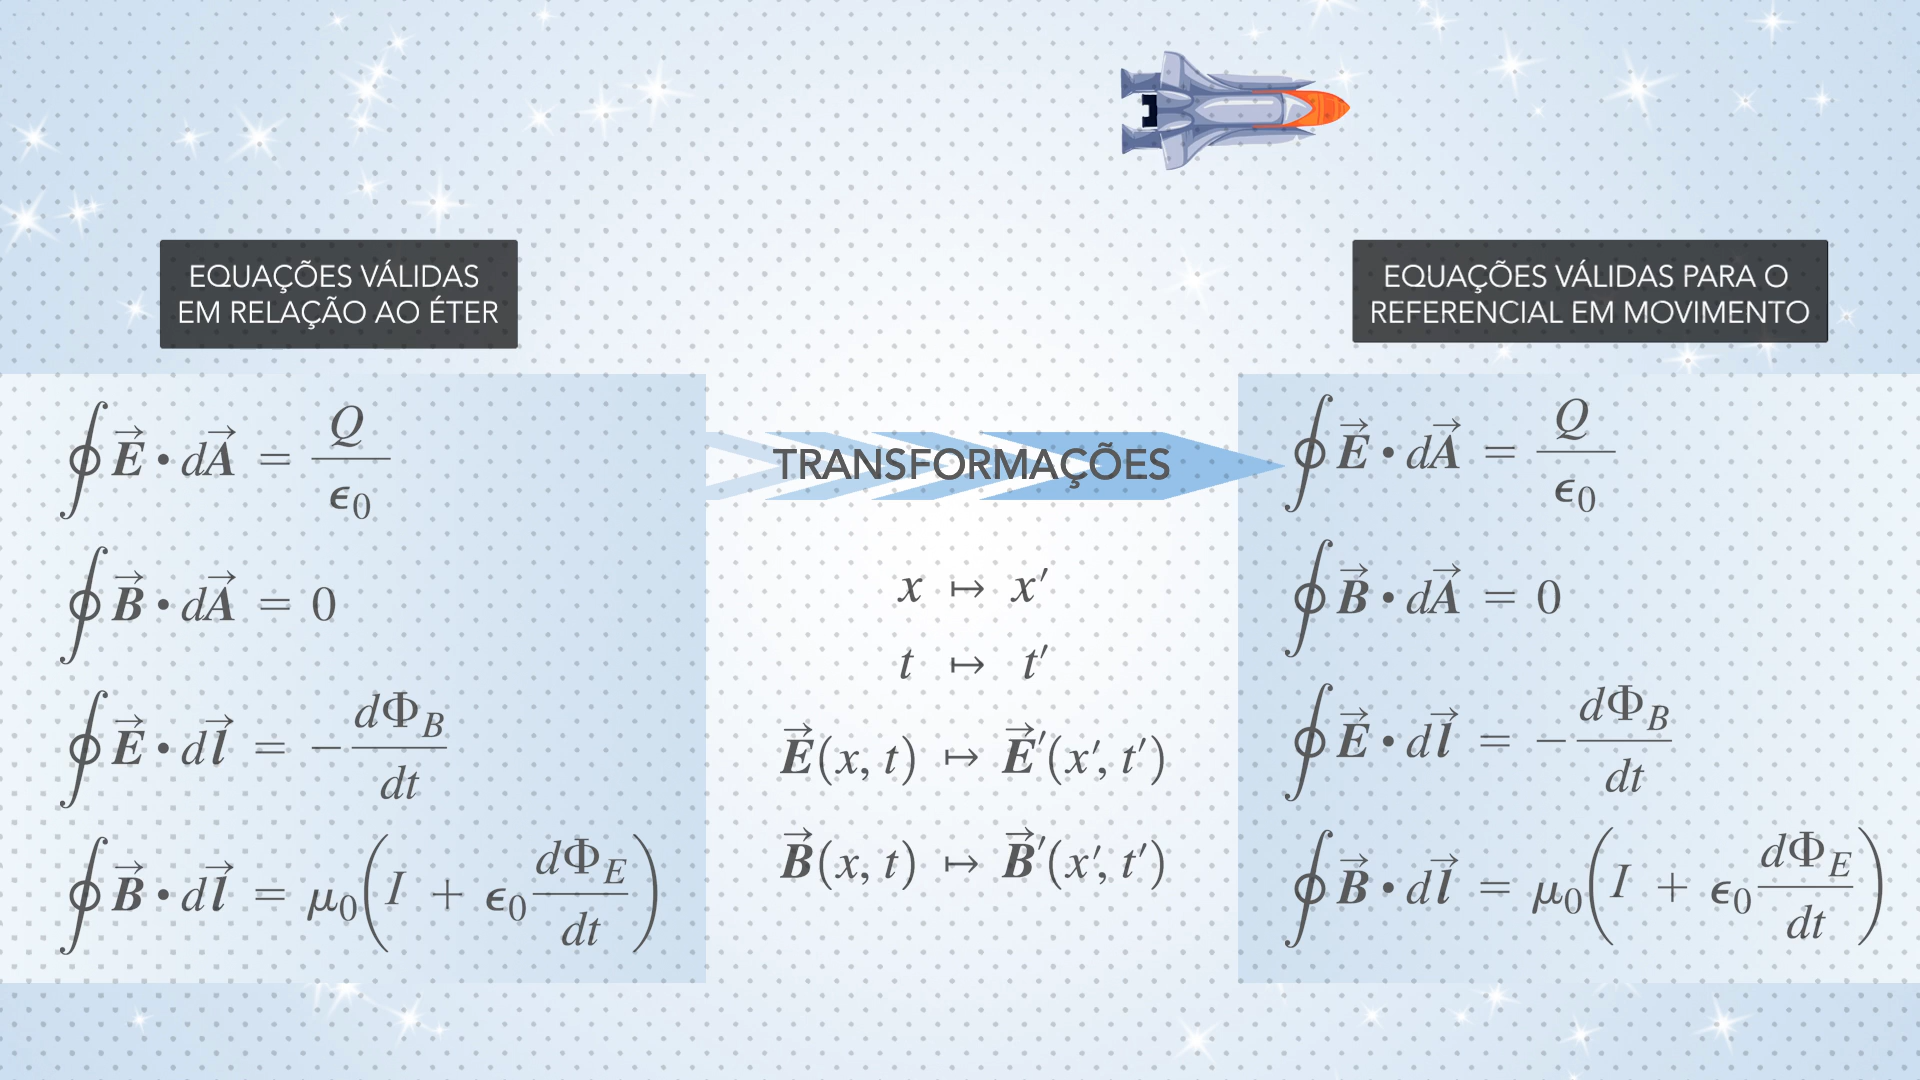 EQUAÇÕES VÁLIDAS
EM RELAÇÃO AO ÉTER
∮ E⃗ • dA⃗ = Q/ϵ₀
∮ B⃗ • dA⃗ = 0
∮ E⃗ • dl⃗ = − dΦ_B/dt
∮ B⃗ • dl⃗ = μ₀(I + ϵ₀ dΦ_E/dt)
TRANSFORMAÇÕES
x ↦ x′
t ↦ t′
E⃗(x, t) ↦ E⃗′(x′, t′)
B⃗(x, t) ↦ B⃗′(x′, t′)
EQUAÇÕES VÁLIDAS PARA O
REFERENCIAL EM MOVIMENTO
∮ E⃗ • dA⃗ = Q/ϵ₀
∮ B⃗ • dA⃗ = 0
∮ E⃗ • dl⃗ = − dΦ_B/dt
∮ B⃗ • dl⃗ = μ₀(I + ϵ₀ dΦ_E/dt)